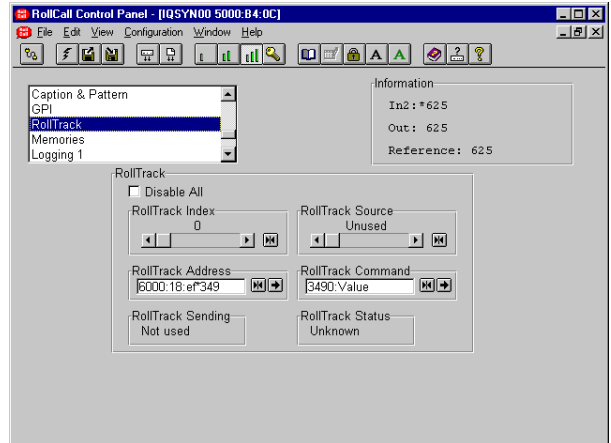 RollCall Control Panel - [IQSYN00 5000:B4:0C]
File Edit View Configuration Window Help
A A
Caption & Pattern
GPI
RollTrack
Memories
Logging 1
Information
In2:*625
Out: 625
Reference: 625
RollTrack
Disable All
RollTrack Index
0
RollTrack Source
Unused
RollTrack Address
6000:18:ef*349
RollTrack Command
3490:Value
RollTrack Sending
Not used
RollTrack Status
Unknown